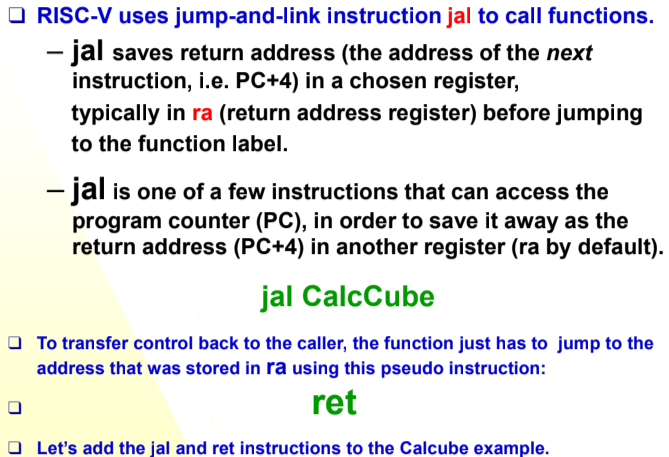 ❑ RISC-V uses jump-and-link instruction jal to call functions.
– jal saves return address (the address of the next
instruction, i.e. PC+4) in a chosen register,
typically in ra (return address register) before jumping
to the function label.
– jal is one of a few instructions that can access the
program counter (PC), in order to save it away as the
return address (PC+4) in another register (ra by default).
jal CalcCube
❑ To transfer control back to the caller, the function just has to jump to the
address that was stored in ra using this pseudo instruction:
❑ ret
❑ Let's add the jal and ret instructions to the Calcube example.